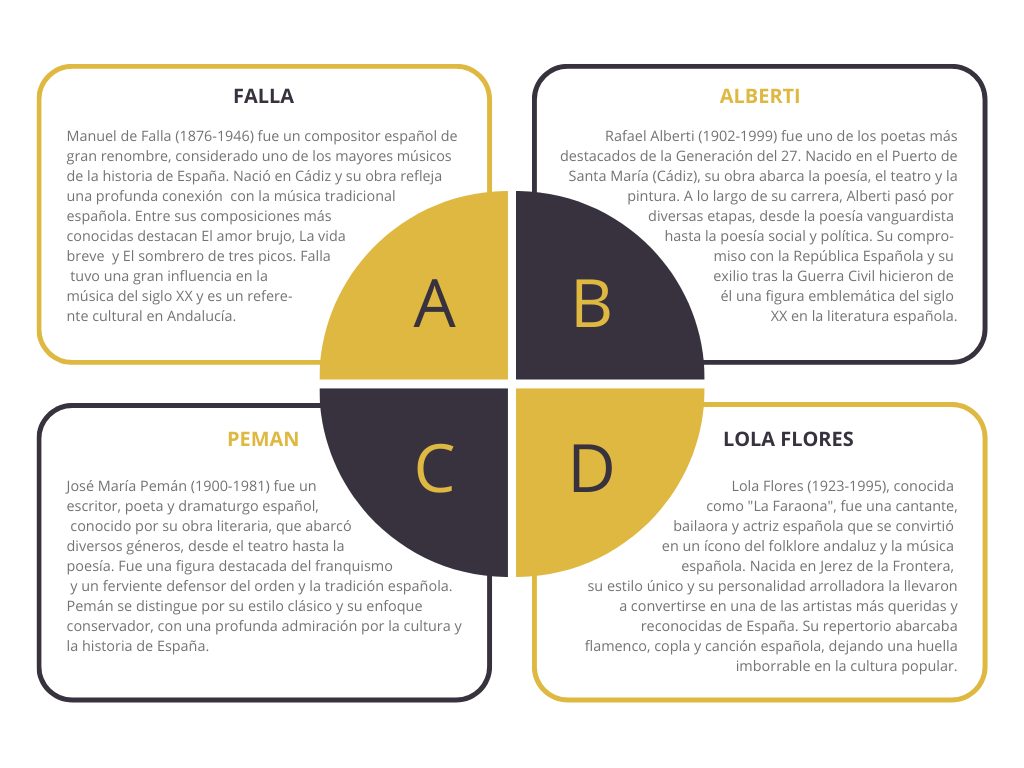 FALLA
Manuel de Falla (1876-1946) fue un compositor español de
gran renombre, considerado uno de los mayores músicos
de la historia de España. Nació en Cádiz y su obra refleja
una profunda conexión con la música tradicional
española. Entre sus composiciones más
conocidas destacan El amor brujo, La vida
breve y El sombrero de tres picos. Falla
tuvo una gran influencia en la
música del siglo XX y es un refere-
nte cultural en Andalucía.
A
ALBERTI
Rafael Alberti (1902-1999) fue uno de los poetas más
destacados de la Generación del 27. Nacido en el Puerto de
Santa María (Cádiz), su obra abarca la poesía, el teatro y la
pintura. A lo largo de su carrera, Alberti pasó por
diversas etapas, desde la poesía vanguardista
hasta la poesía social y política. Su compro-
miso con la República Española y su
exilio tras la Guerra Civil hicieron de
él una figura emblemática del siglo
XX en la literatura española.
B
PEMAN
José María Pemán (1900-1981) fue un
escritor, poeta y dramaturgo español,
conocido por su obra literaria, que abarcó
diversos géneros, desde el teatro hasta la
poesía. Fue una figura destacada del franquismo
y un ferviente defensor del orden y la tradición española.
Pemán se distingue por su estilo clásico y su enfoque
conservador, con una profunda admiración por la cultura y
la historia de España.
C
LOLA FLORES
Lola Flores (1923-1995), conocida
como "La Faraona", fue una cantante,
bailaora y actriz española que se convirtió
en un ícono del folklore andaluz y la música
española. Nacida en Jerez de la Frontera,
su estilo único y su personalidad arrolladora la llevaron
a convertirse en una de las artistas más queridas y
reconocidas de España. Su repertorio abarcaba
flamenco, copla y canción española, dejando una huella
imborrable en la cultura popular.
D